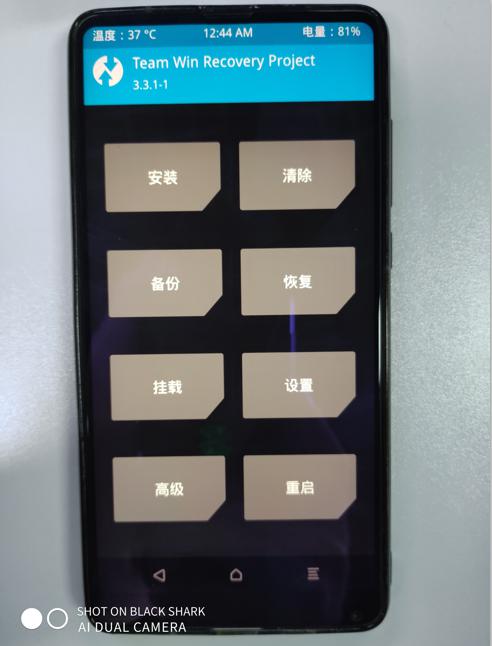 温度：37 °C 12:44 AM 电量：81%
Team Win Recovery Project
3.3.1-1
安装 清除
备份 恢复
挂载 设置
高级 重启
SHOT ON BLACK SHARK
AI DUAL CAMERA